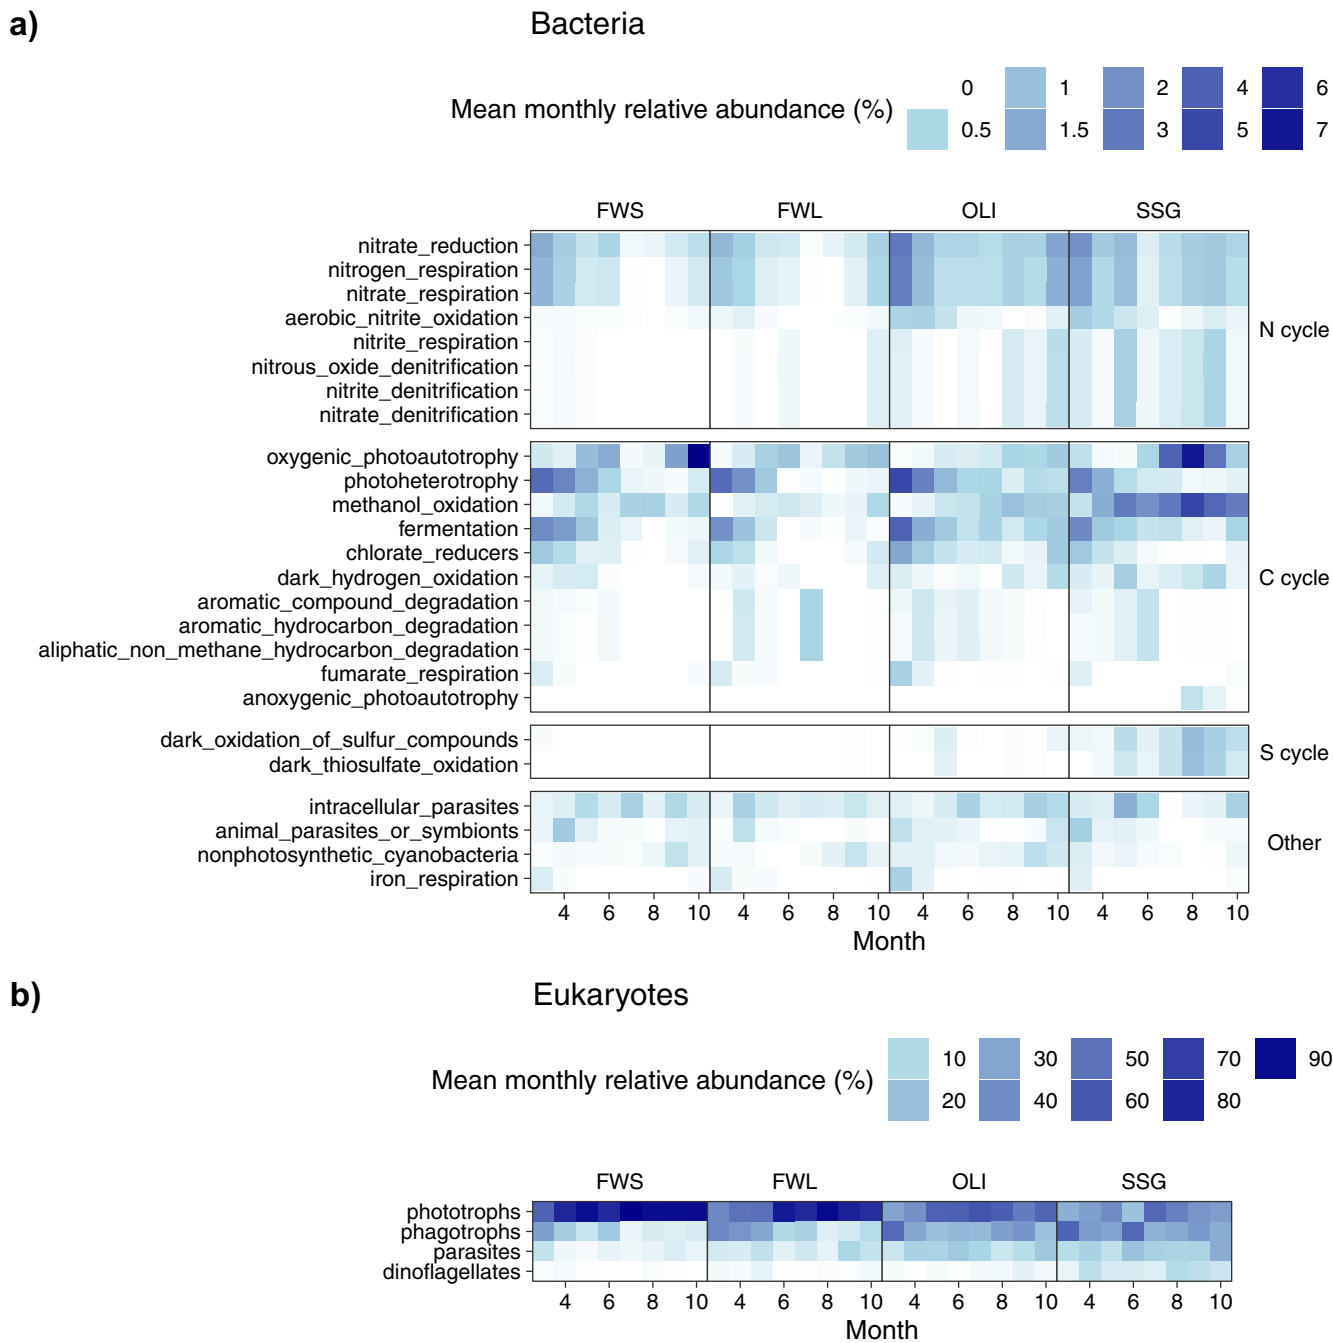 a)
Bacteria
Mean monthly relative abundance (%)
0 1 2 4 6
0.5 1.5 3 5 7
FWS FWL OLI SSG
nitrate_reduction
nitrogen_respiration
nitrate_respiration
aerobic_nitrite_oxidation
nitrite_respiration
nitrous_oxide_denitrification
nitrite_denitrification
nitrate_denitrification
N cycle
oxygenic_photoautotrophy
photoheterotrophy
methanol_oxidation
fermentation
chlorate_reducers
dark_hydrogen_oxidation
aromatic_compound_degradation
aromatic_hydrocarbon_degradation
aliphatic_non_methane_hydrocarbon_degradation
fumarate_respiration
anoxygenic_photoautotrophy
C cycle
dark_oxidation_of_sulfur_compounds
dark_thiosulfate_oxidation
S cycle
intracellular_parasites
animal_parasites_or_symbionts
nonphotosynthetic_cyanobacteria
iron_respiration
Other
4 6 8 10 4 6 8 10 4 6 8 10 4 6 8 10
Month
b)
Eukaryotes
Mean monthly relative abundance (%)
10 30 50 70 90
20 40 60 80
FWS FWL OLI SSG
phototrophs
phagotrophs
parasites
dinoflagellates
4 6 8 10 4 6 8 10 4 6 8 10 4 6 8 10
Month